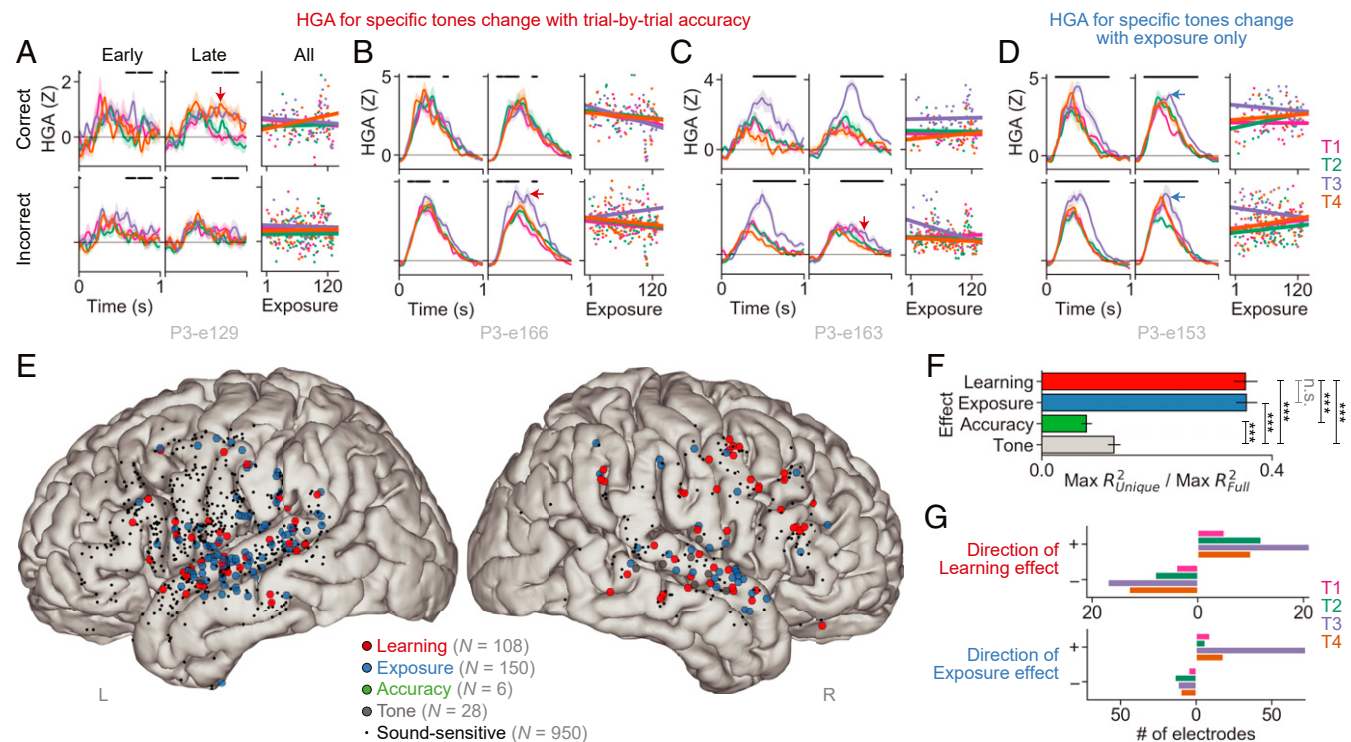 HGA for specific tones change with trial-by-trial accuracy
HGA for specific tones change
with exposure only
A
B
C
D
Early
Late
All
Correct
HGA (Z)
2
0
HGA (Z)
5
0
HGA (Z)
4
0
HGA (Z)
5
0
T1
T2
T3
T4
Incorrect
0
1
1
120
0
1
1
120
0
1
1
120
0
1
1
120
Time (s)
Exposure
Time (s)
Exposure
Time (s)
Exposure
Time (s)
Exposure
P3-e129
P3-e166
P3-e163
P3-e153
E
L
R
Learning (N = 108)
Exposure (N = 150)
Accuracy (N = 6)
Tone (N = 28)
Sound-sensitive (N = 950)
F
Effect
Learning
Exposure
Accuracy
Tone
0.0
0.4
Max R²Unique / Max R²Full
n.s.
***
***
***
***
***
G
Direction of
Learning effect
+
−
20
0
20
T1
T2
T3
T4
Direction of
Exposure effect
+
−
50
0
50
# of electrodes